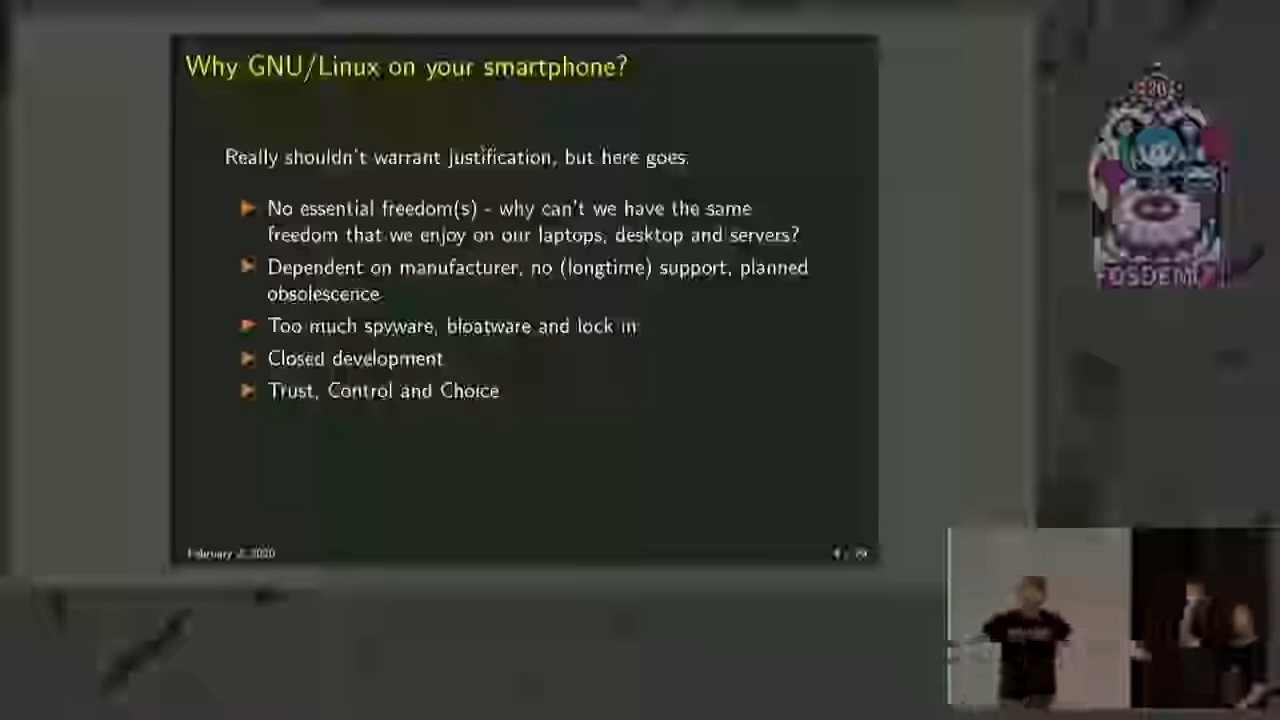 Why GNU/Linux on your smartphone?
Really shouldn't warrant justification, but here goes:
No essential freedom(s) - why can't we have the same
freedom that we enjoy on our laptops, desktop and servers?
Dependent on manufacturer, no (longtime) support, planned
obsolescence
Too much spyware, bloatware and lock in
Closed development
Trust, Control and Choice
February 2, 2020
'20
FOSDEM